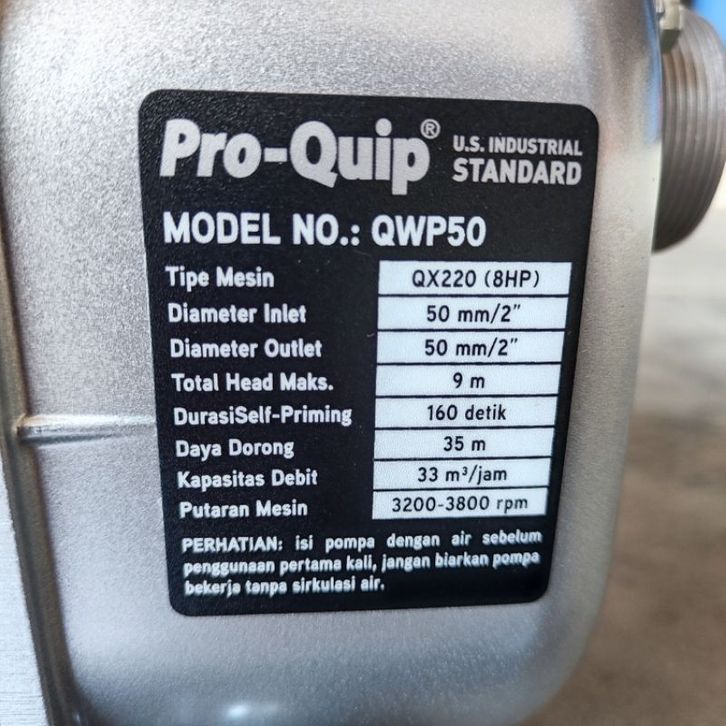 Pro-Quip® U.S. INDUSTRIAL STANDARD
MODEL NO.: QWP50
Tipe Mesin QX220 (8HP)
Diameter Inlet 50 mm/2"
Diameter Outlet 50 mm/2"
Total Head Maks. 9 m
DurasiSelf-Priming 160 detik
Daya Dorong 35 m
Kapasitas Debit 33 m³/jam
Putaran Mesin 3200-3800 rpm
PERHATIAN: isi pompa dengan air sebelum
penggunaan pertama kali, jangan biarkan pompa
bekerja tanpa sirkulasi air.